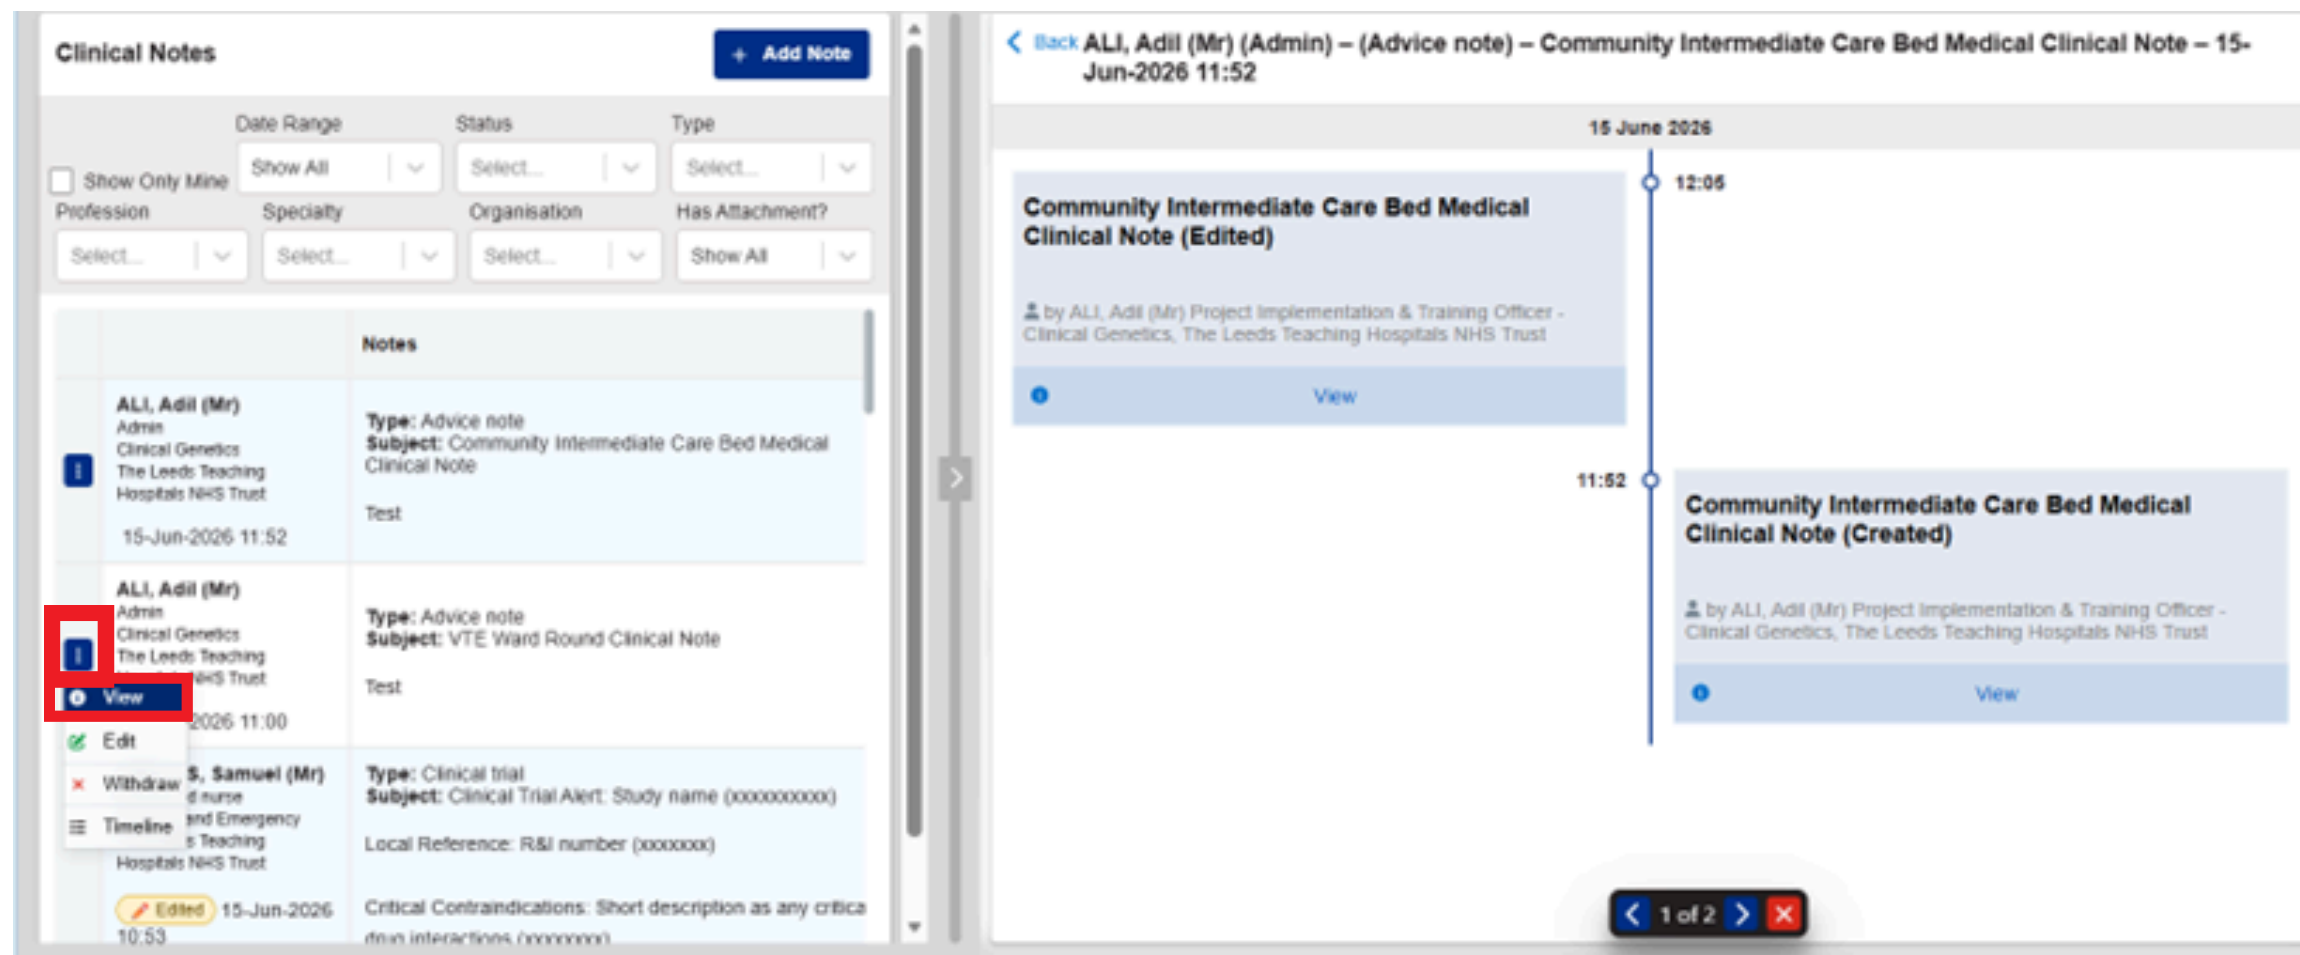 Clinical Notes
+ Add Note
Date Range
Status
Type
Show Only Mine
Show All
Select...
Select...
Profession
Specialty
Organisation
Has Attachment?
Select...
Select...
Select...
Show All
Notes
ALI, Adil (Mr)
Admin
Clinical Genetics
The Leeds Teaching
Hospitals NHS Trust
15-Jun-2026 11:52
Type: Advice note
Subject: Community Intermediate Care Bed Medical
Clinical Note
Test
ALI, Adil (Mr)
Admin
Clinical Genetics
The Leeds Teaching
NHS Trust
2026 11:00
Type: Advice note
Subject: VTE Ward Round Clinical Note
Test
View
Edit
Withdraw
Timeline
S, Samuel (Mr)
d nurse
and Emergency
s Teaching
Hospitals NHS Trust
Edited 15-Jun-2026
10:53
Type: Clinical trial
Subject: Clinical Trial Alert: Study name (xxxxxxxxxx)
Local Reference: R&I number (xxxxxxx)
Critical Contraindications: Short description as any critica
drug interactions (xxxxxxxx)
Back
ALI, Adil (Mr) (Admin) – (Advice note) – Community Intermediate Care Bed Medical Clinical Note – 15-
Jun-2026 11:52
15 June 2026
12:05
Community Intermediate Care Bed Medical
Clinical Note (Edited)
by ALI, Adil (Mr) Project Implementation & Training Officer -
Clinical Genetics, The Leeds Teaching Hospitals NHS Trust
View
11:52
Community Intermediate Care Bed Medical
Clinical Note (Created)
by ALI, Adil (Mr) Project Implementation & Training Officer -
Clinical Genetics, The Leeds Teaching Hospitals NHS Trust
View
1 of 2